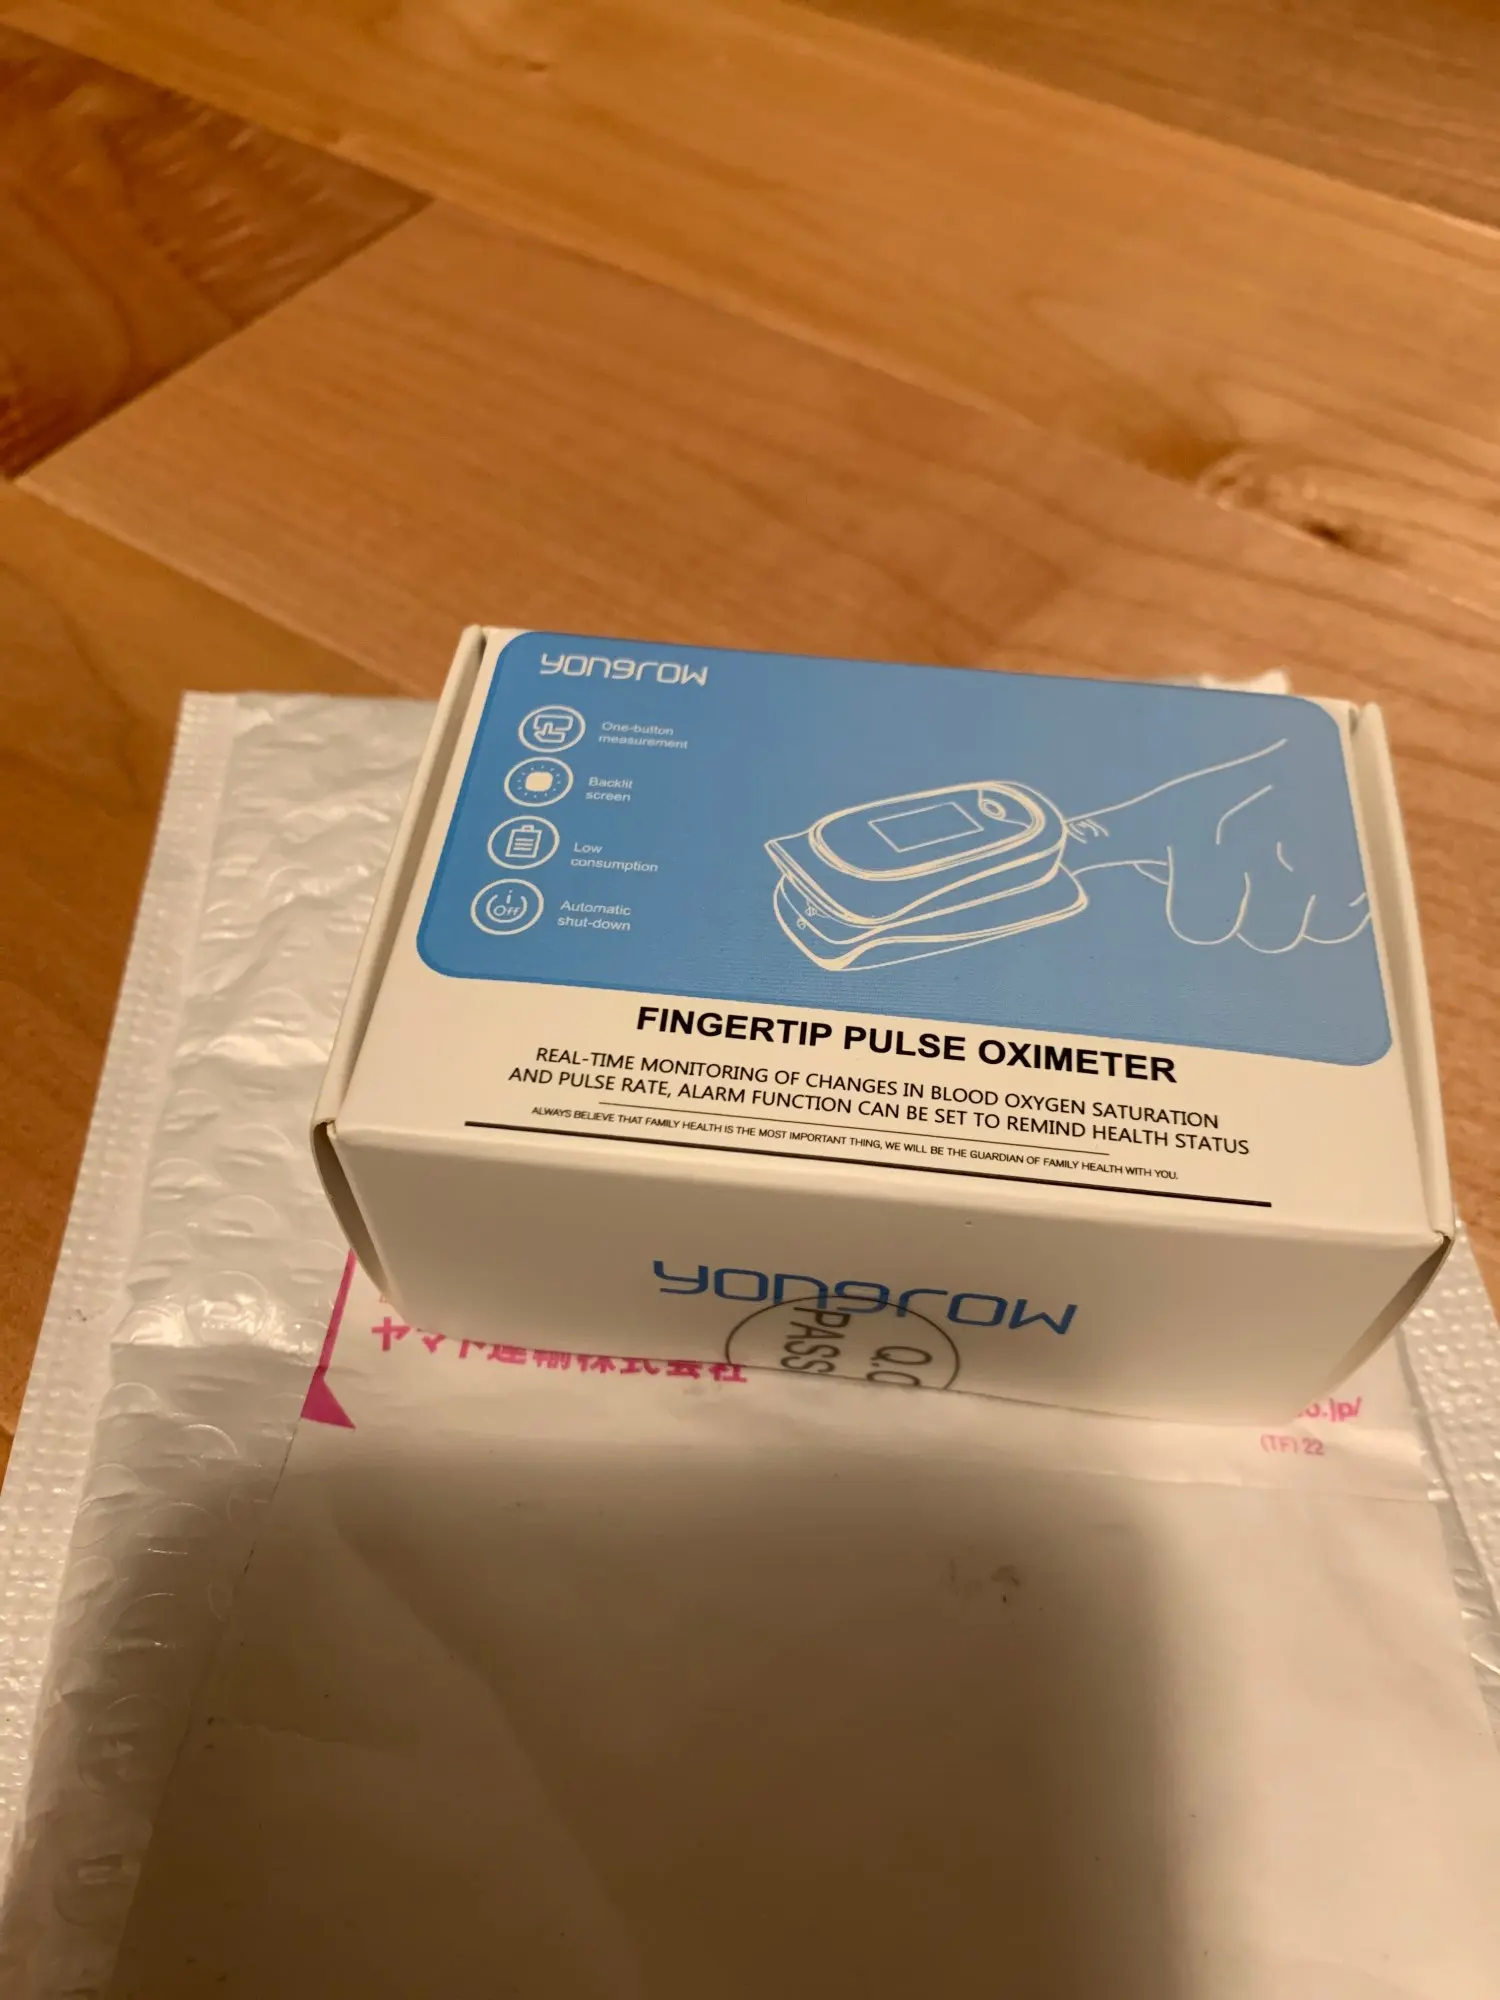 yongrow
One-button
measurement
Backlit
screen
Low
consumption
OFF
Automatic
shut-down
FINGERTIP PULSE OXIMETER
REAL-TIME MONITORING OF CHANGES IN BLOOD OXYGEN SATURATION
AND PULSE RATE, ALARM FUNCTION CAN BE SET TO REMIND HEALTH STATUS
ALWAYS BELIEVE THAT FAMILY HEALTH IS THE MOST IMPORTANT THING, WE WILL BE THE GUARDIAN OF FAMILY HEALTH WITH YOU.
yongrow
Q.C
PASS
ヤマト運輸株式会社
.jp/
(TF) 22